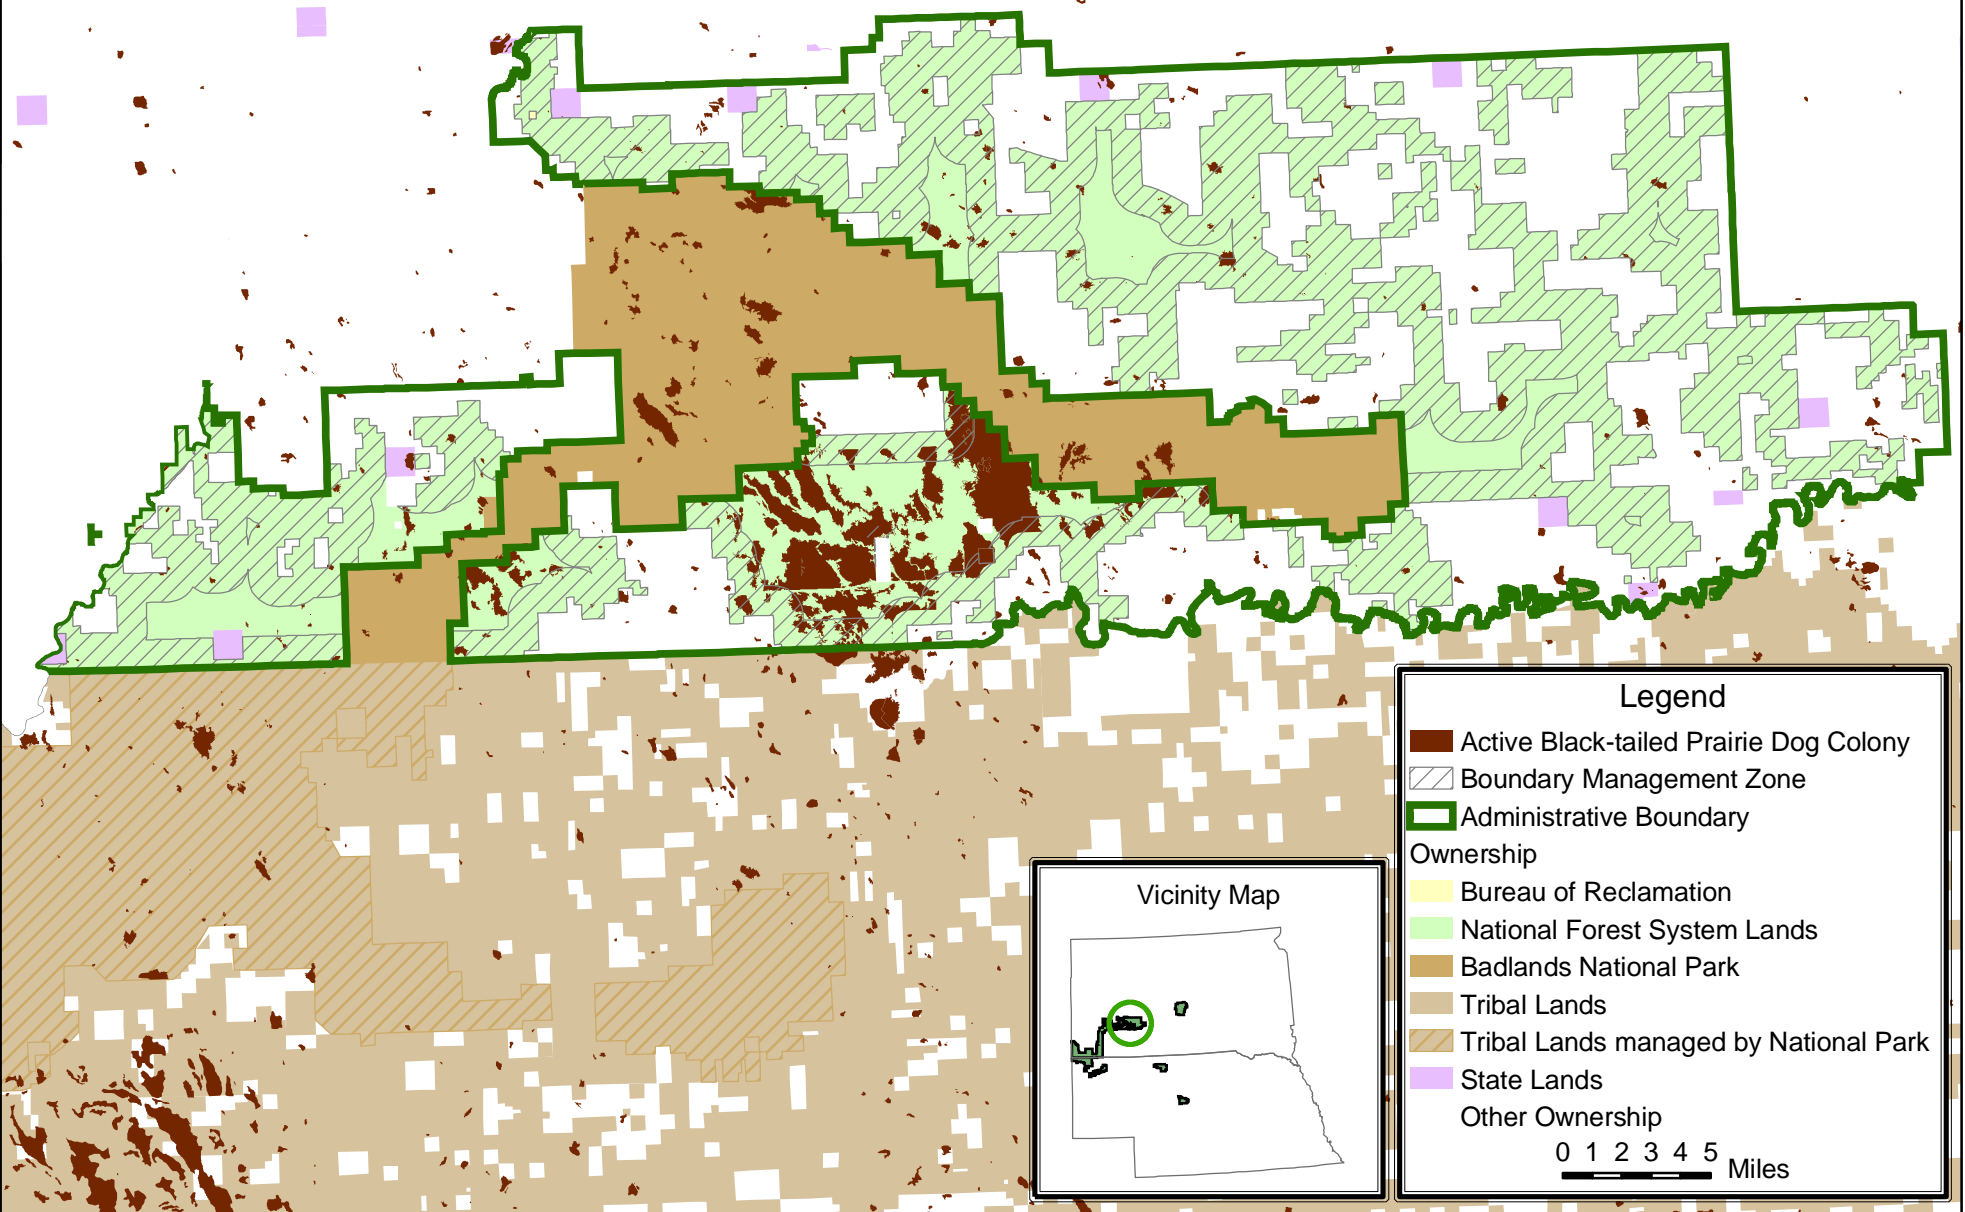 Legend
Active Black-tailed Prairie Dog Colony
Boundary Management Zone
Administrative Boundary
Ownership
Bureau of Reclamation
National Forest System Lands
Badlands National Park
Tribal Lands
Tribal Lands managed by National Park
State Lands
Other Ownership
0 1 2 3 4 5
Miles
Vicinity Map